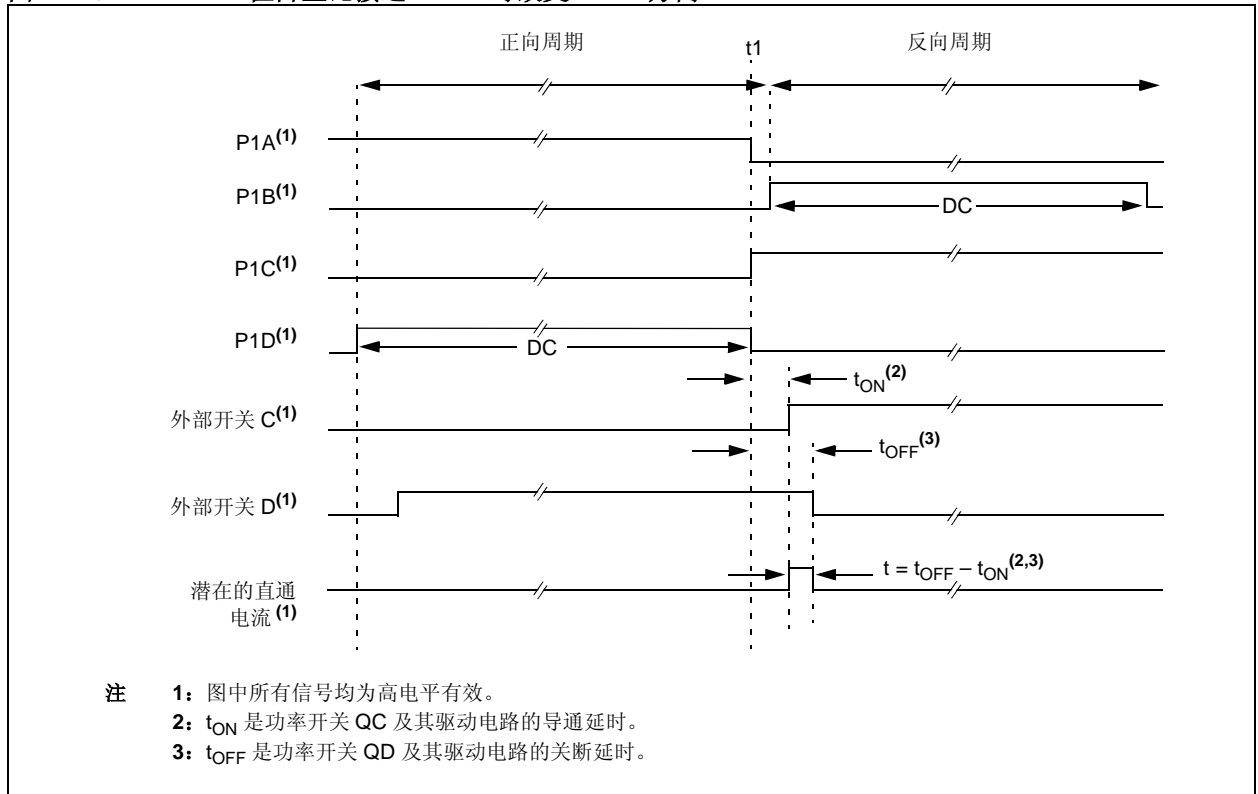 正向周期
t1
反向周期
P1A(1)
P1B(1)
DC
P1C(1)
P1D(1)
DC
tON(2)
外部开关 C(1)
tOFF(3)
外部开关 D(1)
t = tOFF – tON(2,3)
潜在的直通
电流 (1)
注 1：图中所有信号均为高电平有效。
2：tON 是功率开关 QC 及其驱动电路的导通延时。
3：tOFF 是功率开关 QD 及其驱动电路的关断延时。